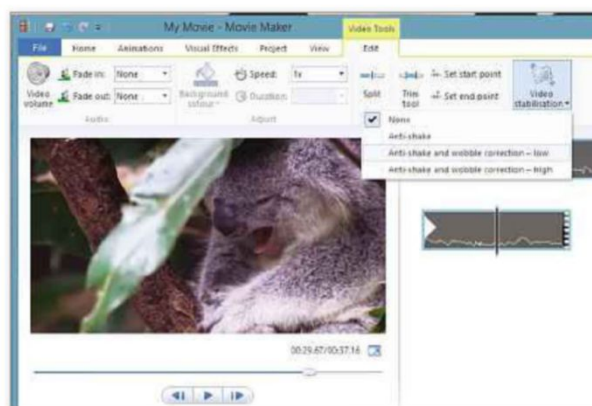 My Movie - Movie Maker
Video Tools
File Home Animations Visual Effects Project View Edit
Video volume
Fade in: None
Fade out: None
Audio
Background colour
Speed: 1x
Duration:
Adjust
Split
Trim tool
Set start point
Set end point
Video stabilisation
None
Anti-shake
Anti-shake and wobble correction – low
Anti-shake and wobble correction – high
00:29.67/00:37.16